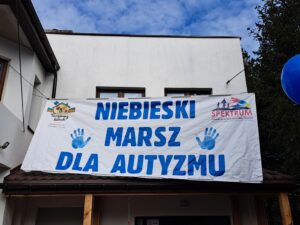 NIEBIESKI
MARSZ
DLA AUTYZMU
SPEKTRUM